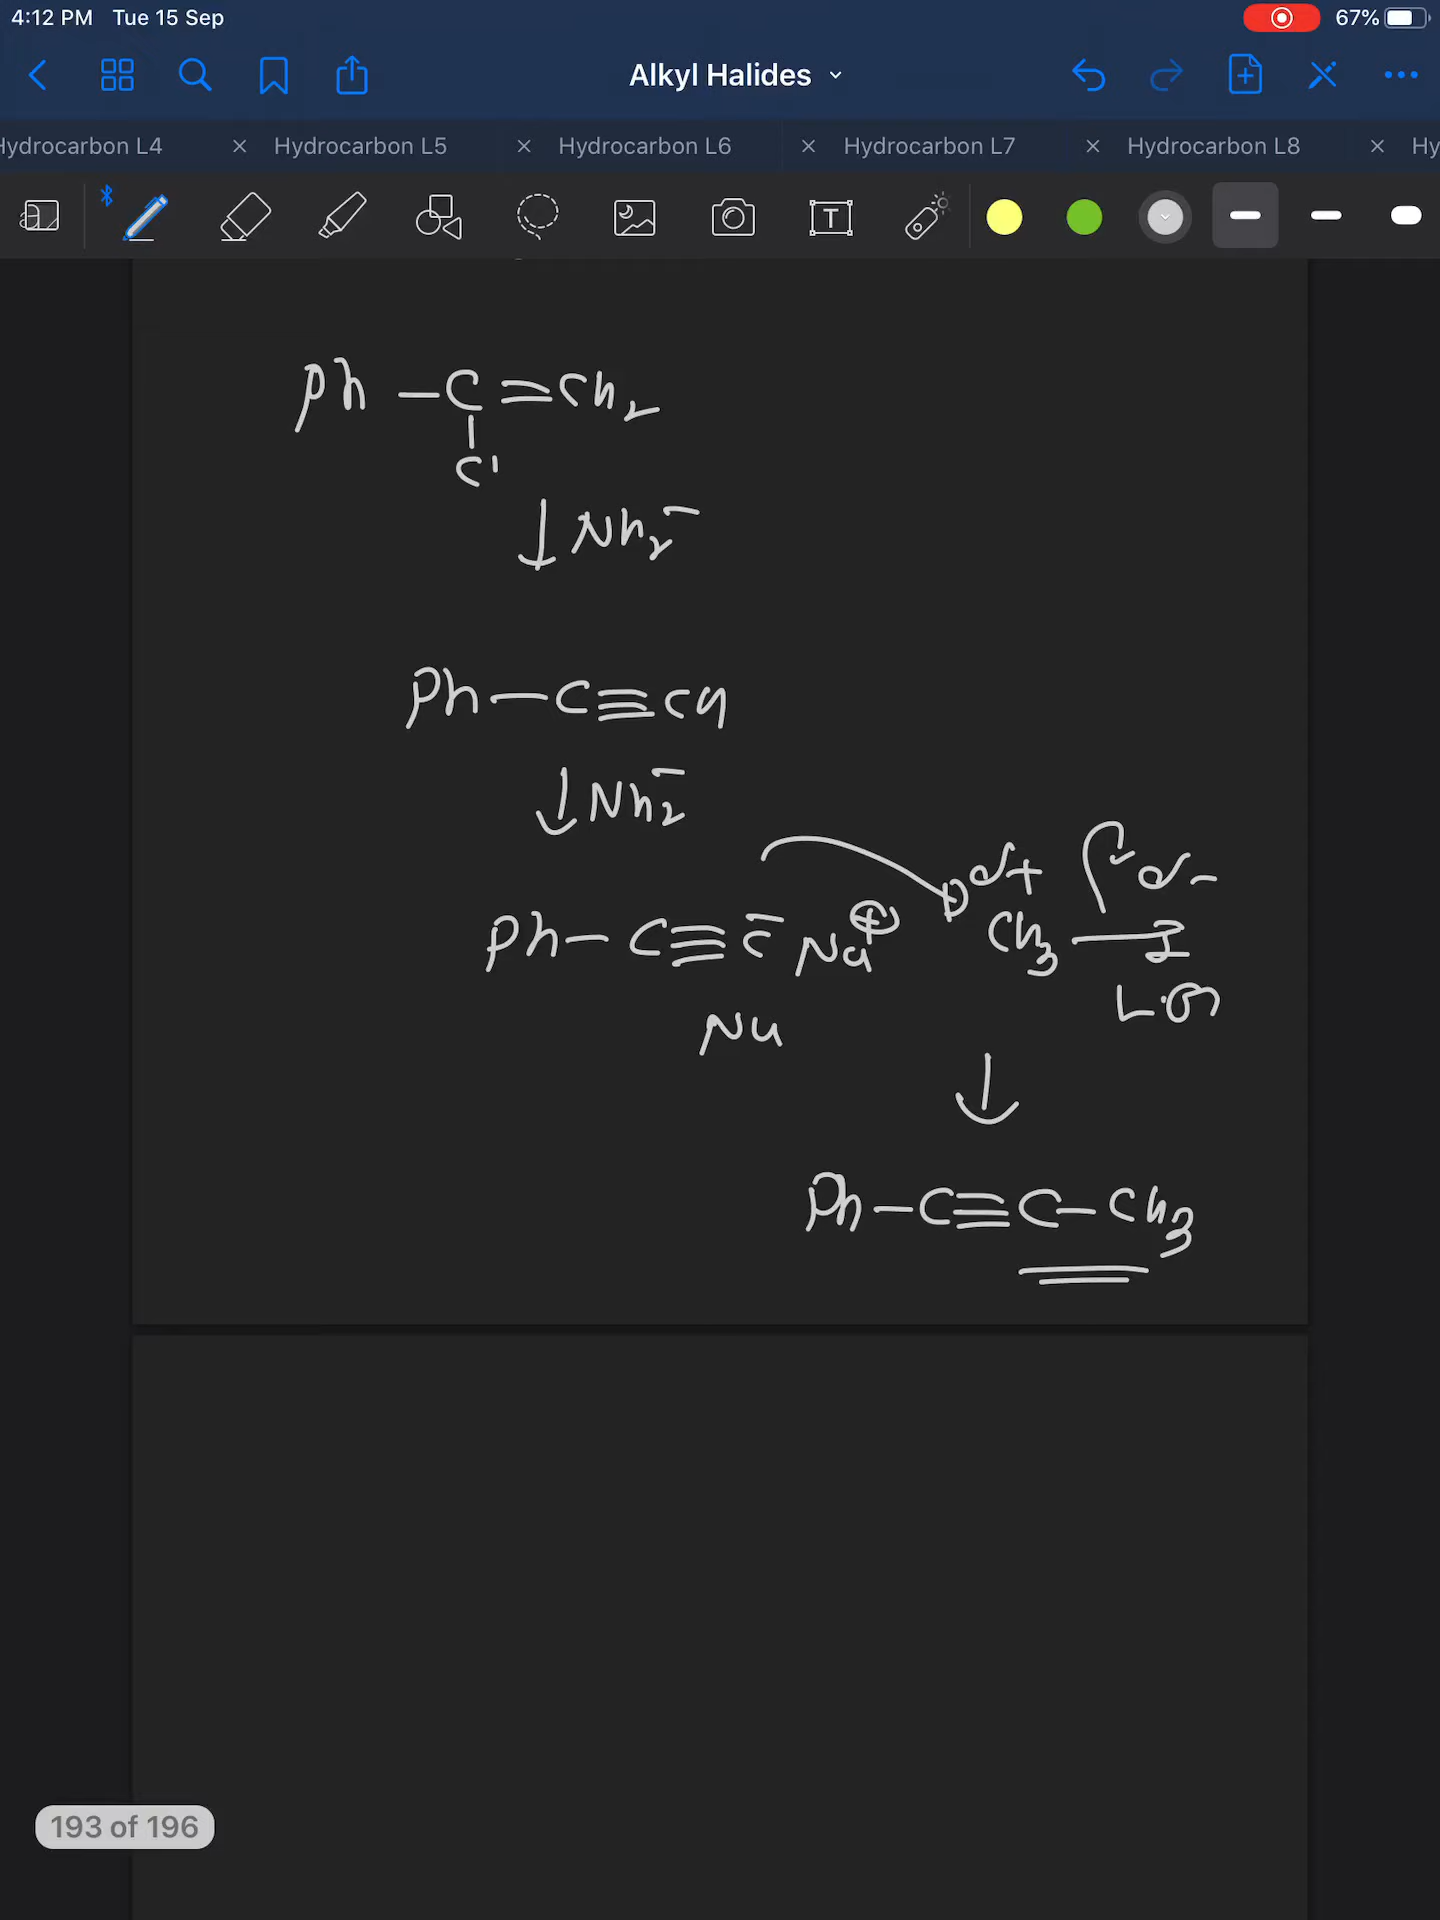 4:12 PM Tue 15 Sep 67%
Alkyl Halides
Hydrocarbon L4 × Hydrocarbon L5 × Hydrocarbon L6 × Hydrocarbon L7 × Hydrocarbon L8 × Hy
T
Ph – C = CH₂
|
Cl
↓ NH₂⁻
Ph – C ≡ CH
↓ NH₂⁻
Ph – C ≡ C⁻ Na⊕ CH₃ δ+ – I δ–
Nu L.G
↓
Ph – C ≡ C – CH₃
193 of 196